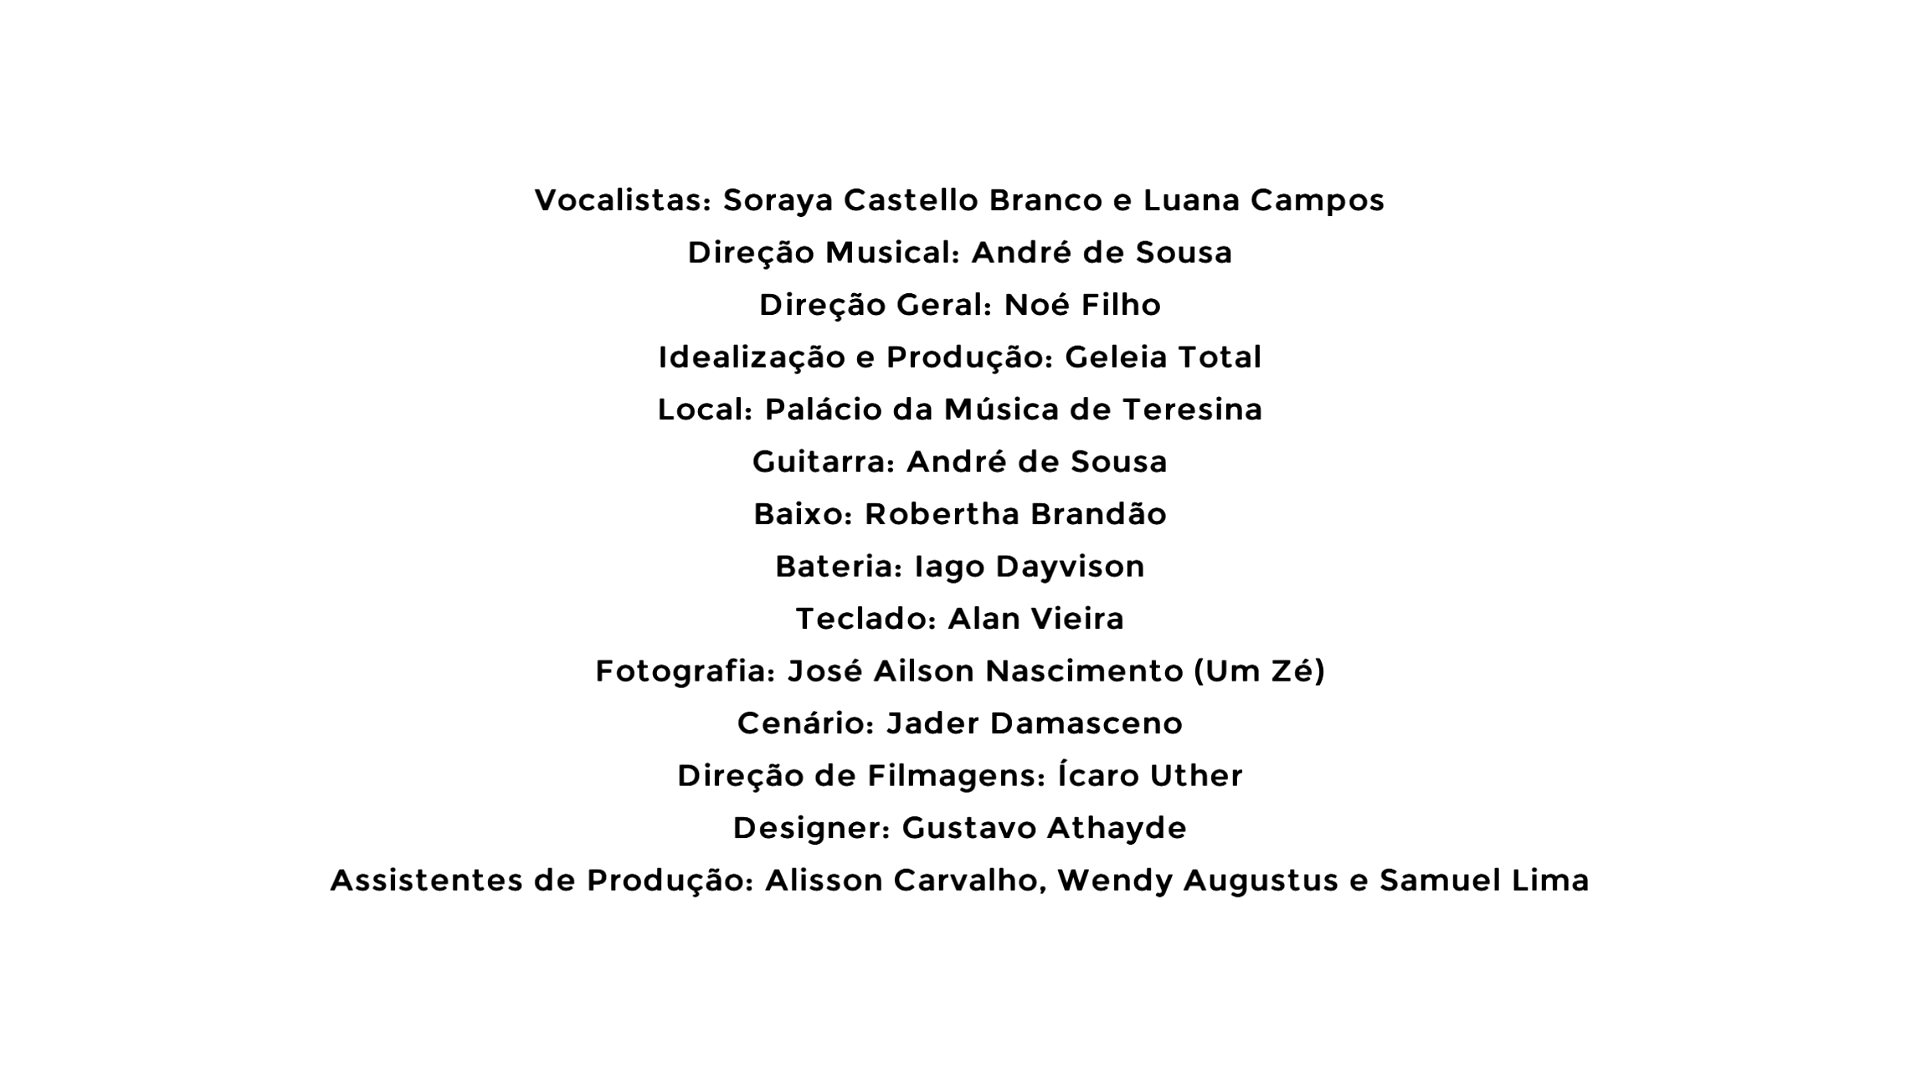 Vocalistas: Soraya Castello Branco e Luana Campos
Direção Musical: André de Sousa
Direção Geral: Noé Filho
Idealização e Produção: Geleia Total
Local: Palácio da Música de Teresina
Guitarra: André de Sousa
Baixo: Robertha Brandão
Bateria: Iago Dayvison
Teclado: Alan Vieira
Fotografia: José Ailson Nascimento (Um Zé)
Cenário: Jader Damasceno
Direção de Filmagens: Ícaro Uther
Designer: Gustavo Athayde
Assistentes de Produção: Alisson Carvalho, Wendy Augustus e Samuel Lima